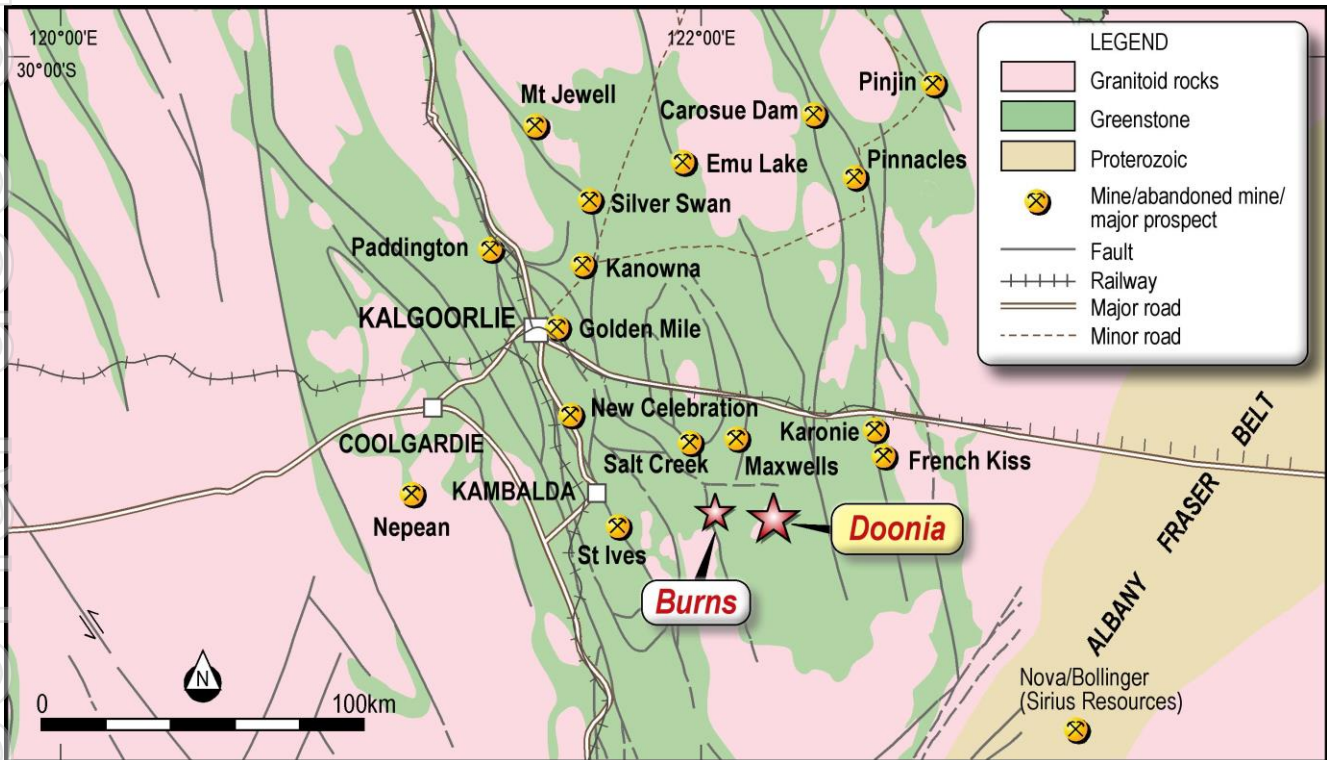 120°00'E
122°00'E
30°00'S
LEGEND
Granitoid rocks
Greenstone
Proterozoic
Mine/abandoned mine/
major prospect
Fault
Railway
Major road
Minor road
Pinjin
Mt Jewell
Carosue Dam
Emu Lake
Pinnacles
Silver Swan
Paddington
Kanowna
KALGOORLIE
Golden Mile
New Celebration
COOLGARDIE
Salt Creek
Maxwells
Karonie
French Kiss
KAMBALDA
Nepean
St Ives
Doonia
Burns
ALBANY FRASER BELT
Nova/Bollinger
(Sirius Resources)
N
0 100km